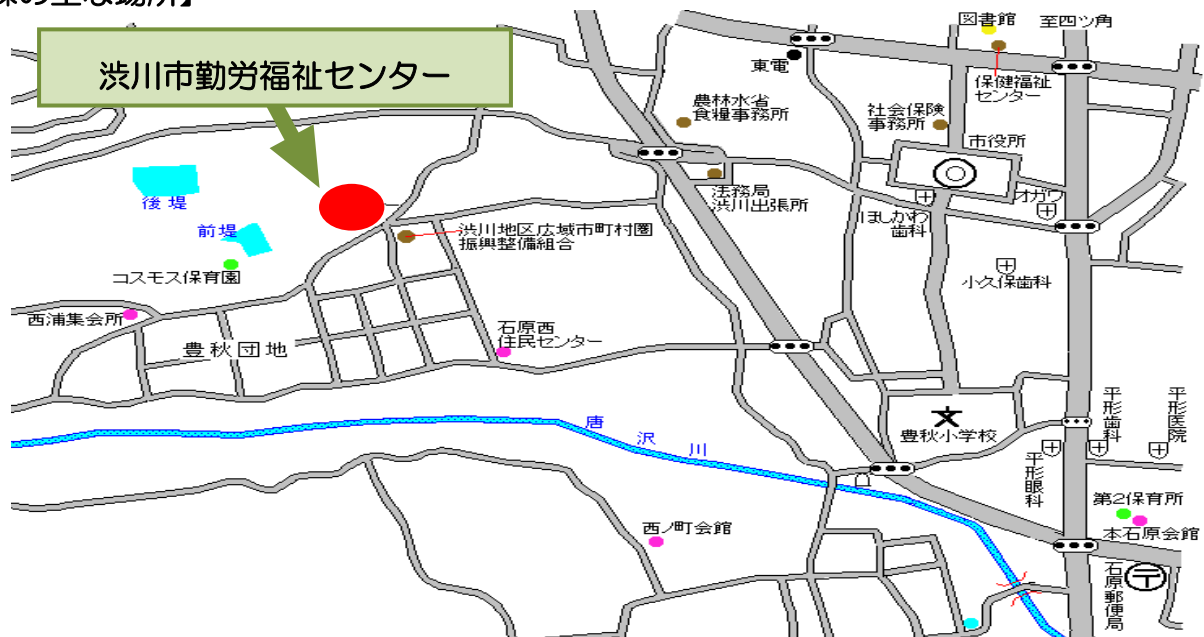 の主な場所】
図書館
至四ツ角
渋川市勤労福祉センター
東電
保健福祉
センター
農林水省
食糧事務所
社会保険
事務所
市役所
後堤
法務局
渋川出張所
オガワ
ほしかわ
歯科
前堤
渋川地区広域市町村圏
振興整備組合
コスモス保育園
小久保歯科
西浦集会所
石原西
住民センター
豊秋団地
平形歯科
平形医院
唐沢川
文
豊秋小学校
平形眼科
第2保育所
西ノ町会館
本石原会館
石原郵便局
〒